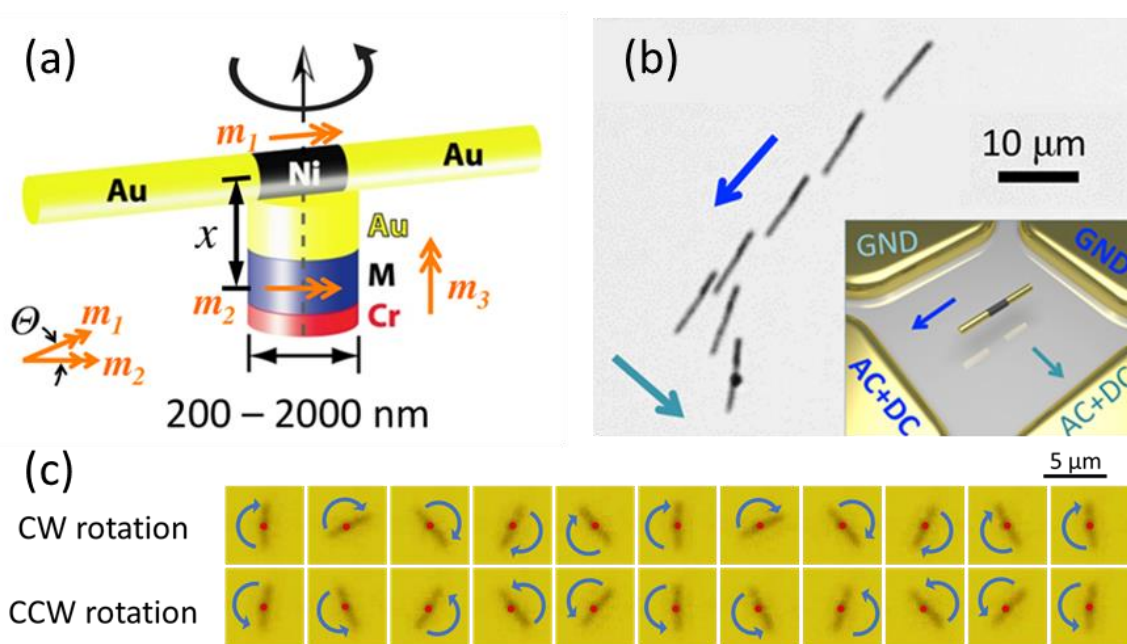 (a)
m1
Au
Ni
Au
x
Au
M
m2
m3
Cr
Θ
m1
m2
200 – 2000 nm
(b)
10 μm
GND
GND
AC+DC
AC+DC
(c)
5 μm
CW rotation
CCW rotation